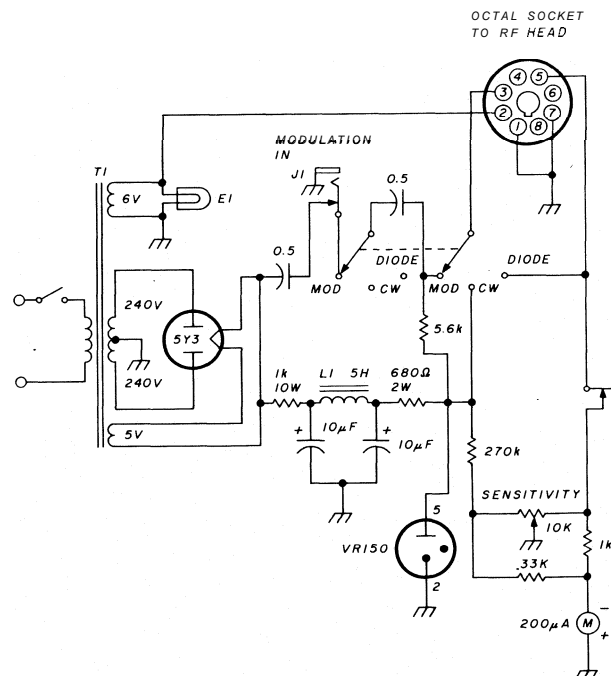 OCTAL SOCKET
TO RF HEAD
4 5
3 6
2 7
1 8
MODULATION
IN
T1
J1
6V
E1
0.5
0.5
DIODE
DIODE
MOD
CW
MOD
CW
240V
5Y3
5.6k
240V
1k
10W
L1 5H
680Ω
2W
5V
+
10µF
+
10µF
270k
5
SENSITIVITY
10K
VR150
1k
.33K
2
200µA
M
−
+